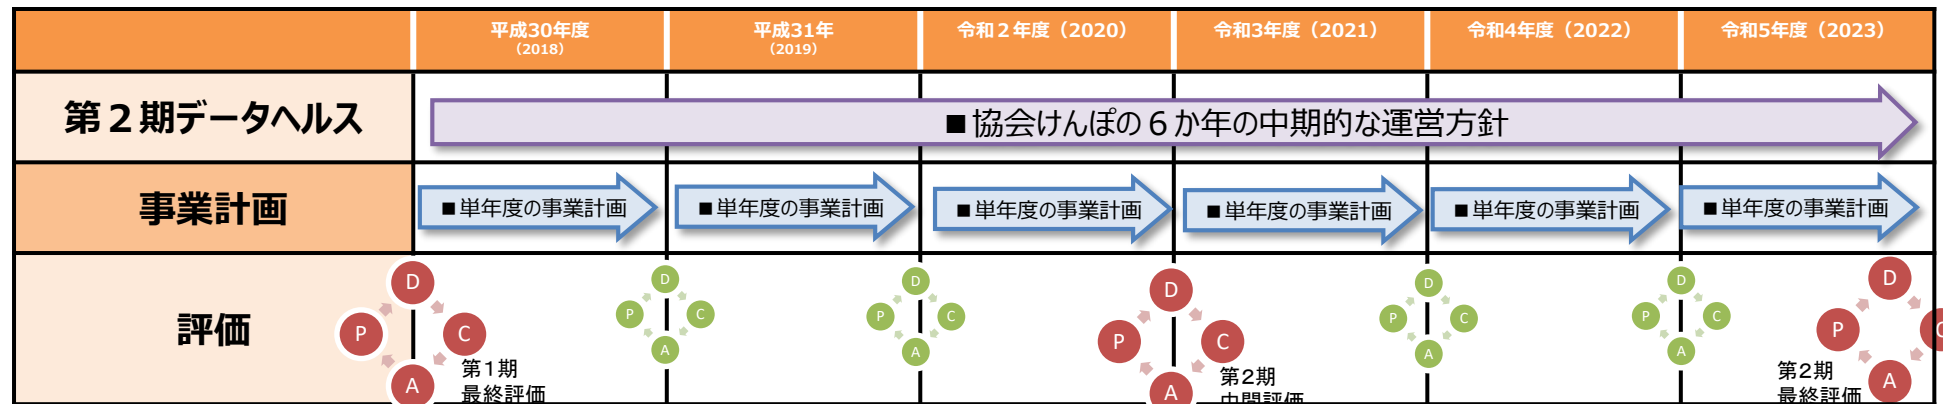 平成30年度
(2018)
平成31年
(2019)
令和２年度（2020）
令和3年度（2021）
令和4年度（2022）
令和5年度（2023）
第２期データヘルス
■協会けんぽの６か年の中期的な運営方針
事業計画
■単年度の事業計画
■単年度の事業計画
■単年度の事業計画
■単年度の事業計画
■単年度の事業計画
■単年度の事業計画
評価
D
P
C
A
第１期
最終評価
D
P
C
A
D
P
C
A
D
P
C
A
第２期
中間評価
D
P
C
A
D
P
C
A
D
P
C
A
第２期
最終評価